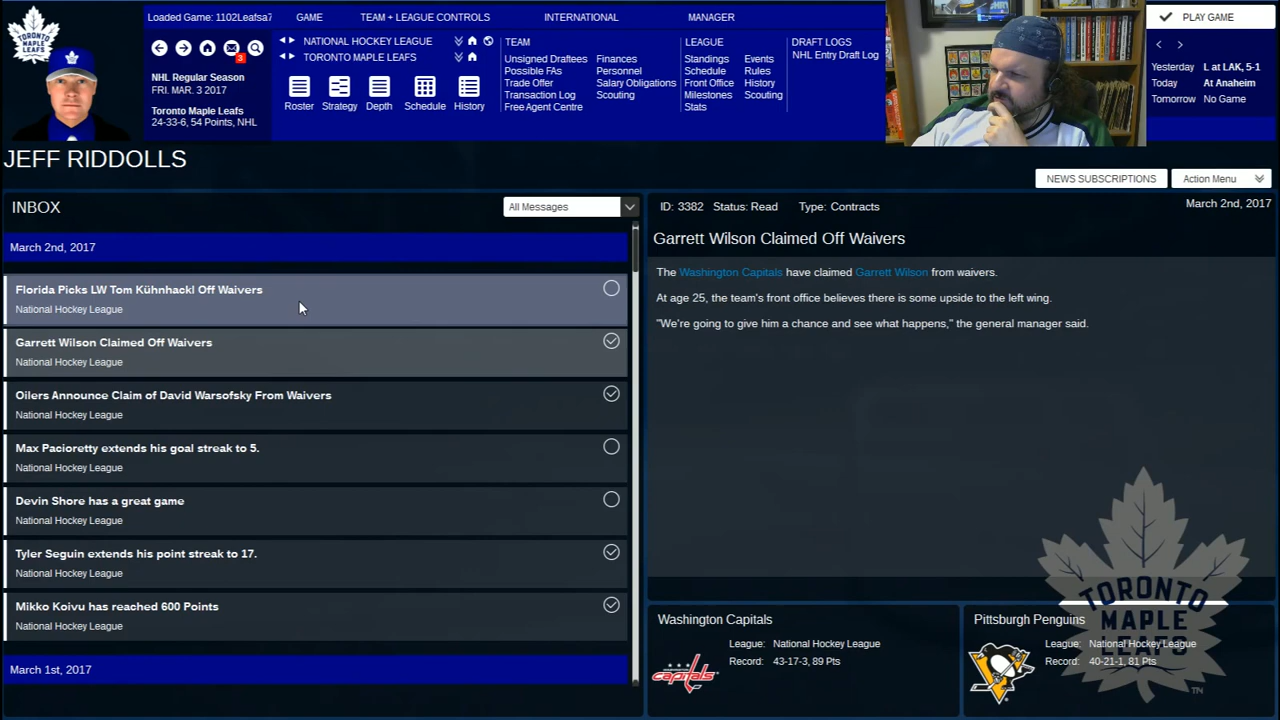 Loaded Game: 1102Leafsa7
GAME
TEAM + LEAGUE CONTROLS
INTERNATIONAL
MANAGER
PLAY GAME
3
NHL Regular Season
FRI. MAR. 3 2017
Toronto Maple Leafs
24-33-6, 54 Points, NHL
NATIONAL HOCKEY LEAGUE
TORONTO MAPLE LEAFS
Roster
Strategy
Depth
Schedule
History
TEAM
Unsigned Draftees
Finances
Possible FAs
Personnel
Trade Offer
Salary Obligations
Transaction Log
Scouting
Free Agent Centre
LEAGUE
Standings
Events
Schedule
Rules
Front Office
History
Milestones
Scouting
Stats
DRAFT LOGS
NHL Entry Draft Log
Yesterday L at LAK, 5-1
Today At Anaheim
Tomorrow No Game
TORONTO
MAPLE
LEAFS
JEFF RIDDOLLS
NEWS SUBSCRIPTIONS
Action Menu
INBOX
All Messages
March 2nd, 2017
Florida Picks LW Tom Kühnhackl Off Waivers
National Hockey League
Garrett Wilson Claimed Off Waivers
National Hockey League
Oilers Announce Claim of David Warsofsky From Waivers
National Hockey League
Max Pacioretty extends his goal streak to 5.
National Hockey League
Devin Shore has a great game
National Hockey League
Tyler Seguin extends his point streak to 17.
National Hockey League
Mikko Koivu has reached 600 Points
National Hockey League
March 1st, 2017
ID: 3382 Status: Read Type: Contracts
March 2nd, 2017
Garrett Wilson Claimed Off Waivers
The Washington Capitals have claimed Garrett Wilson from waivers.
At age 25, the team's front office believes there is some upside to the left wing.
"We're going to give him a chance and see what happens," the general manager said.
Washington Capitals
League: National Hockey League
Record: 43-17-3, 89 Pts
capitals
Pittsburgh Penguins
League: National Hockey League
Record: 40-21-1, 81 Pts
TORONTO
MAPLE
LEAFS
TM